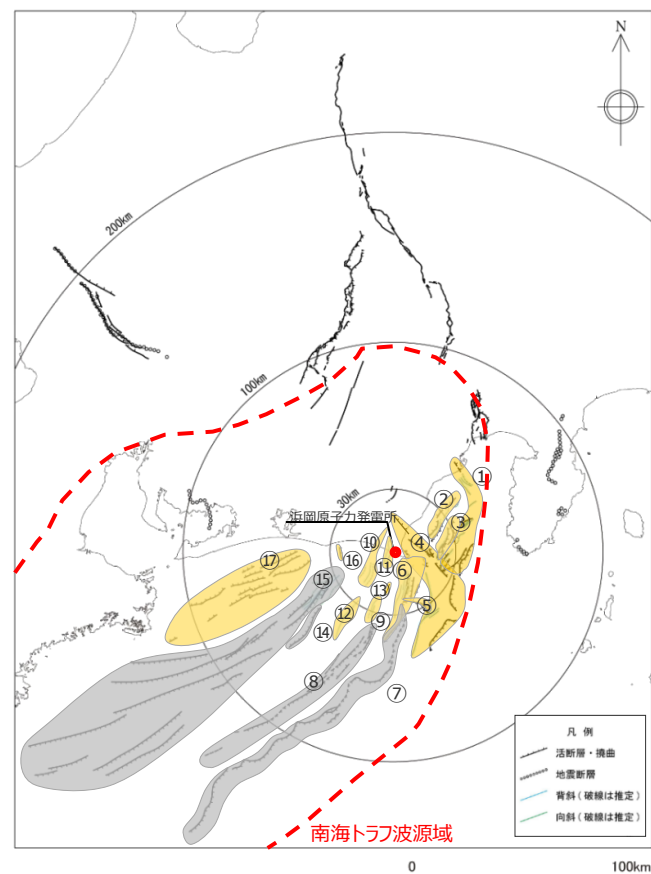 N
200km
100km
30km
浜岡原子力発電所
①
②
③
④
⑤
⑥
⑦
⑧
⑨
⑩
⑪
⑫
⑬
⑭
⑮
⑯
⑰
凡 例
活断層・撓曲
地震断層
背斜(破線は推定)
向斜(破線は推定)
南海トラフ波源域
0 100km